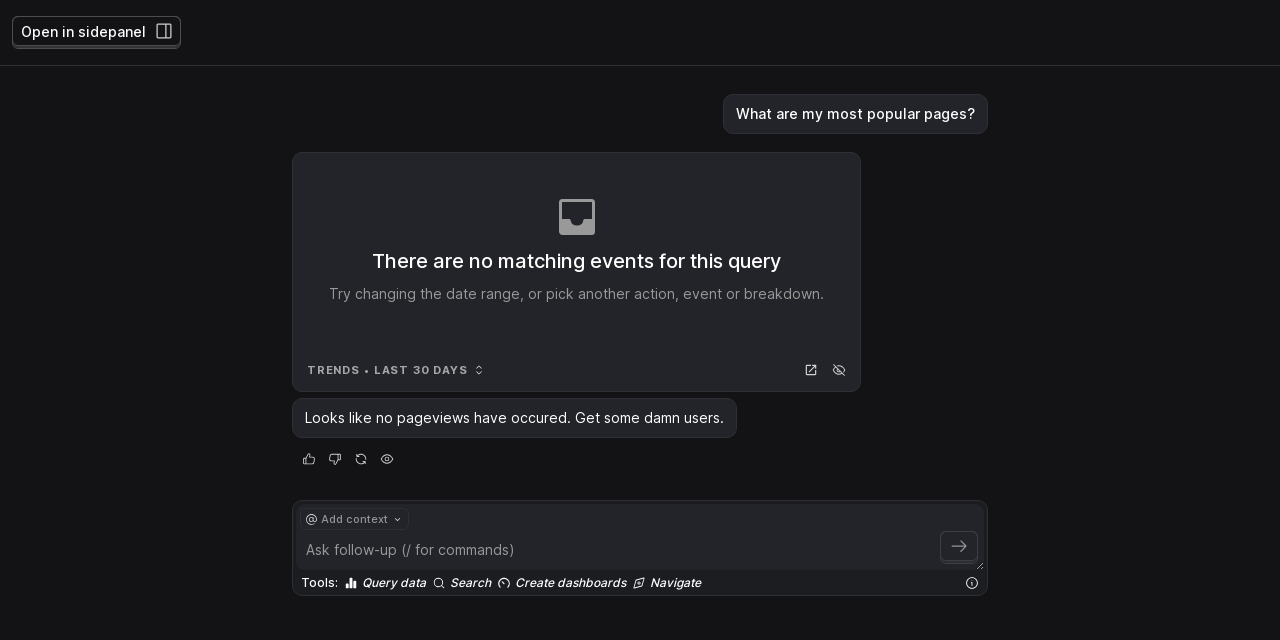 Open in sidepanel
What are my most popular pages?
There are no matching events for this query
Try changing the date range, or pick another action, event or breakdown.
TRENDS • LAST 30 DAYS
Looks like no pageviews have occured. Get some damn users.
@ Add context
Ask follow-up (/ for commands)
Tools: Query data Search Create dashboards Navigate